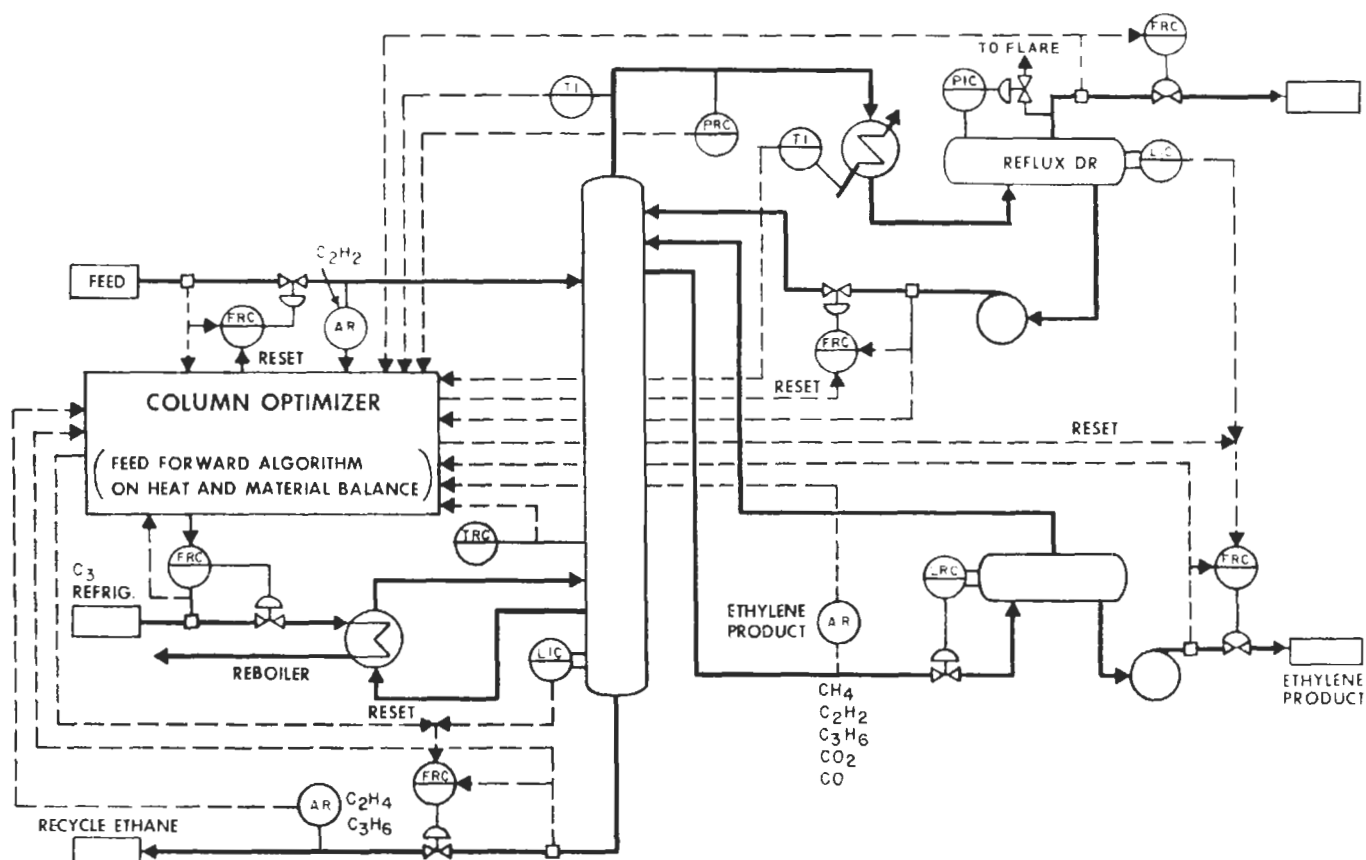 FRC
TO FLARE
TI
PIC
PRC
TI
REFLUX DR
LIC
C2H2
FEED
FRC
AR
RESET
FRC
RESET
COLUMN OPTIMIZER
(FEED FORWARD ALGORITHM
ON HEAT AND MATERIAL BALANCE)
RESET
TRC
FRC
C3
REFRIG.
LRC
FRC
ETHYLENE
PRODUCT
AR
REBOILER
LIC
RESET
ETHYLENE
PRODUCT
CH4
C2H2
C3H6
CO2
CO
FRC
AR
C2H4
C3H6
RECYCLE ETHANE